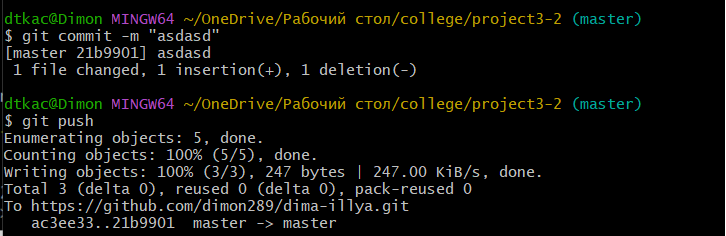 dtkac@Dimon MINGW64 ~/OneDrive/Рабочий стол/college/project3-2 (master)
$ git commit -m "asdasd"
[master 21b9901] asdasd
 1 file changed, 1 insertion(+), 1 deletion(-)

dtkac@Dimon MINGW64 ~/OneDrive/Рабочий стол/college/project3-2 (master)
$ git push
Enumerating objects: 5, done.
Counting objects: 100% (5/5), done.
Writing objects: 100% (3/3), 247 bytes | 247.00 KiB/s, done.
Total 3 (delta 0), reused 0 (delta 0), pack-reused 0
To https://github.com/dimon289/dima-illya.git
   ac3ee33..21b9901  master -> master